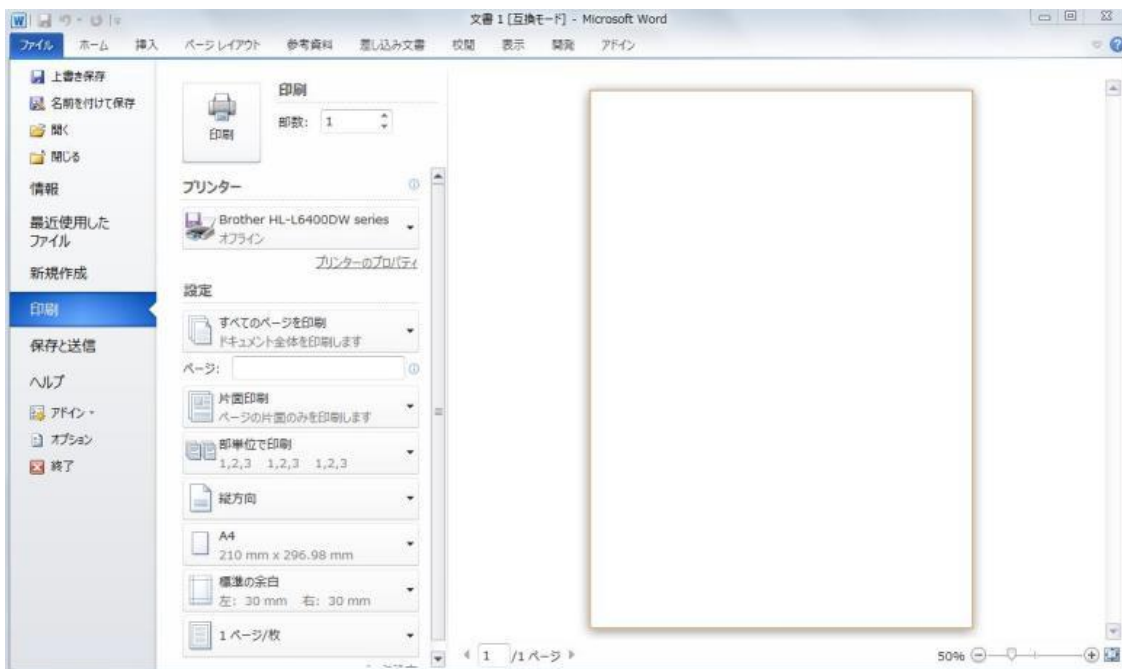 文書 1 [互換モード] - Microsoft Word
ファイル ホーム 挿入 ページ レイアウト 参考資料 差し込み文書 校閲 表示 開発 アドイン
上書き保存
名前を付けて保存
開く
閉じる
情報
最近使用した
ファイル
新規作成
印刷
保存と送信
ヘルプ
アドイン
オプション
終了
印刷
印刷
部数: 1
プリンター
Brother HL-L6400DW series
オフライン
プリンターのプロパティ
設定
すべてのページを印刷
ドキュメント全体を印刷します
ページ:
片面印刷
ページの片面のみを印刷します
部単位で印刷
1,2,3 1,2,3 1,2,3
縦方向
A4
210 mm x 296.98 mm
標準の余白
左: 30 mm 右: 30 mm
1 ページ/枚
1 /1 ページ
50%